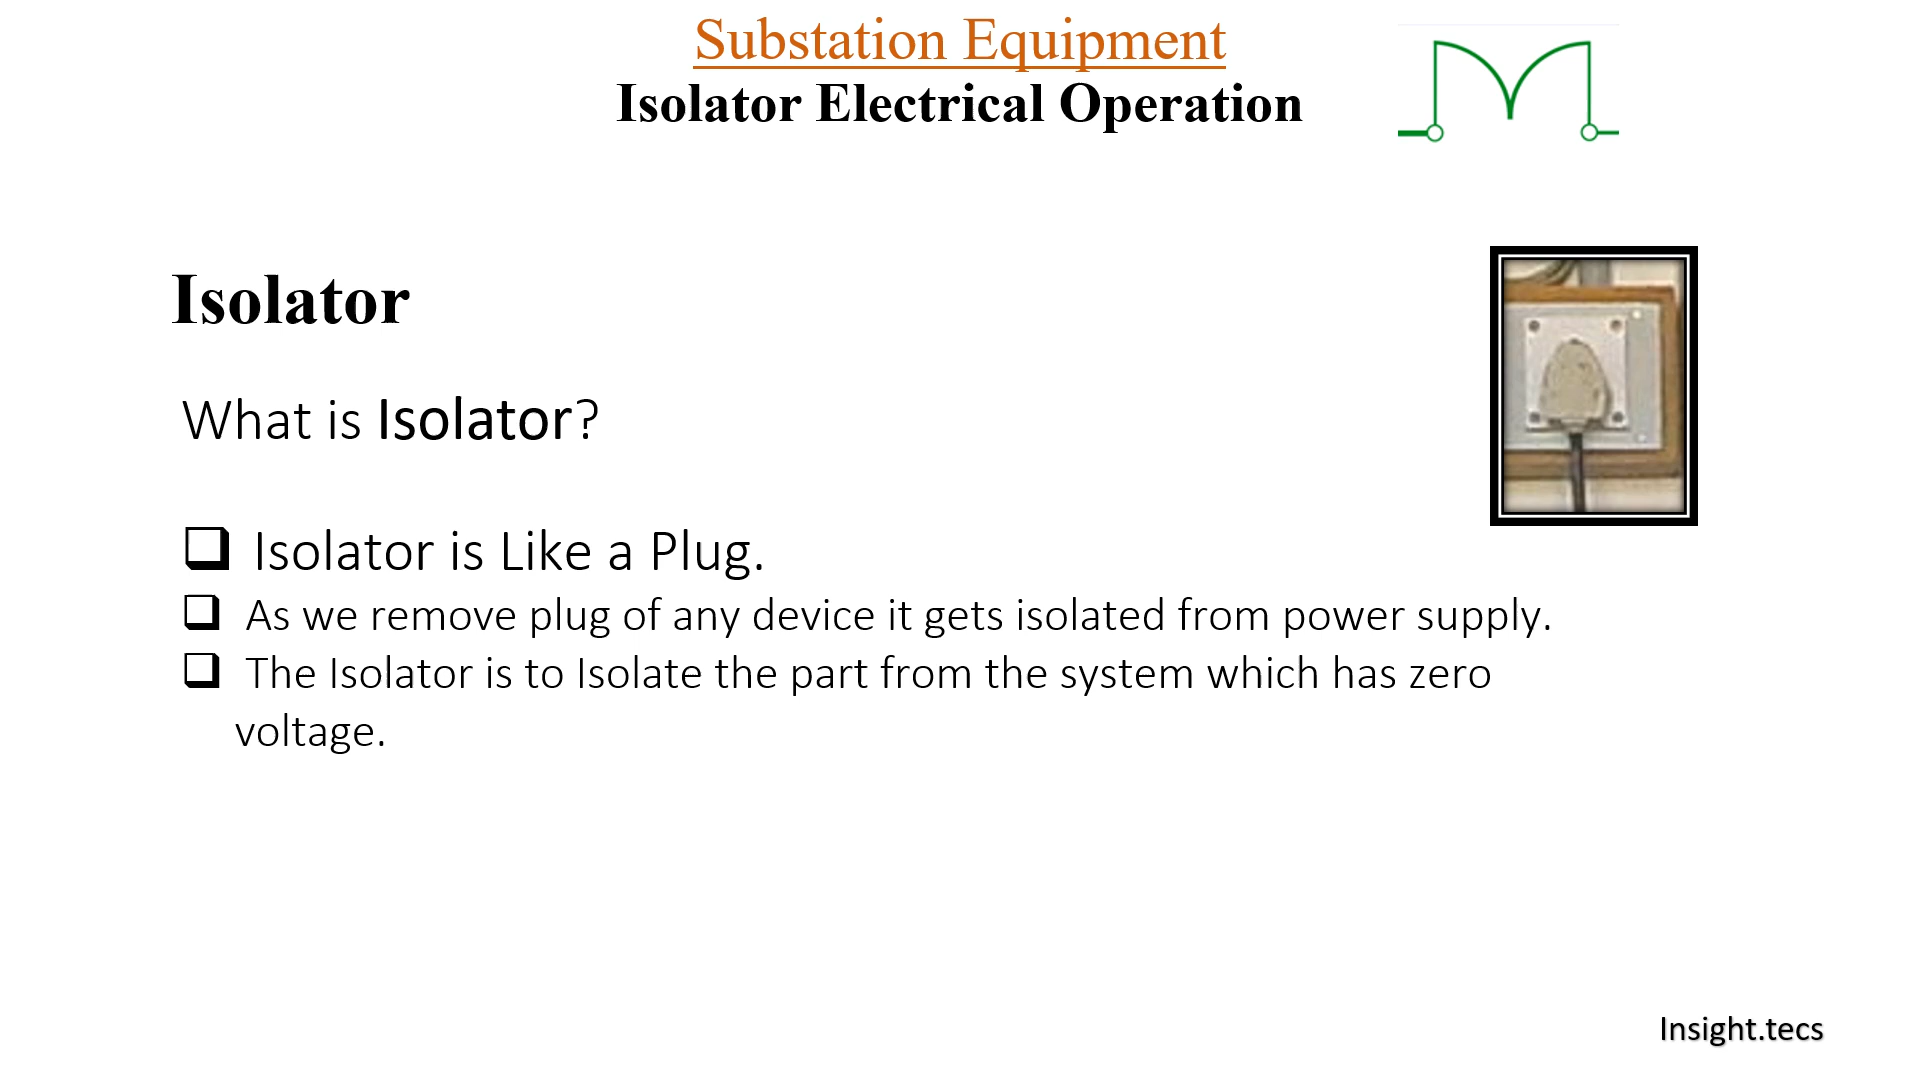 Substation Equipment
Isolator Electrical Operation
Isolator
What is Isolator?
Isolator is Like a Plug.
As we remove plug of any device it gets isolated from power supply.
The Isolator is to Isolate the part from the system which has zero
voltage.
Insight.tecs